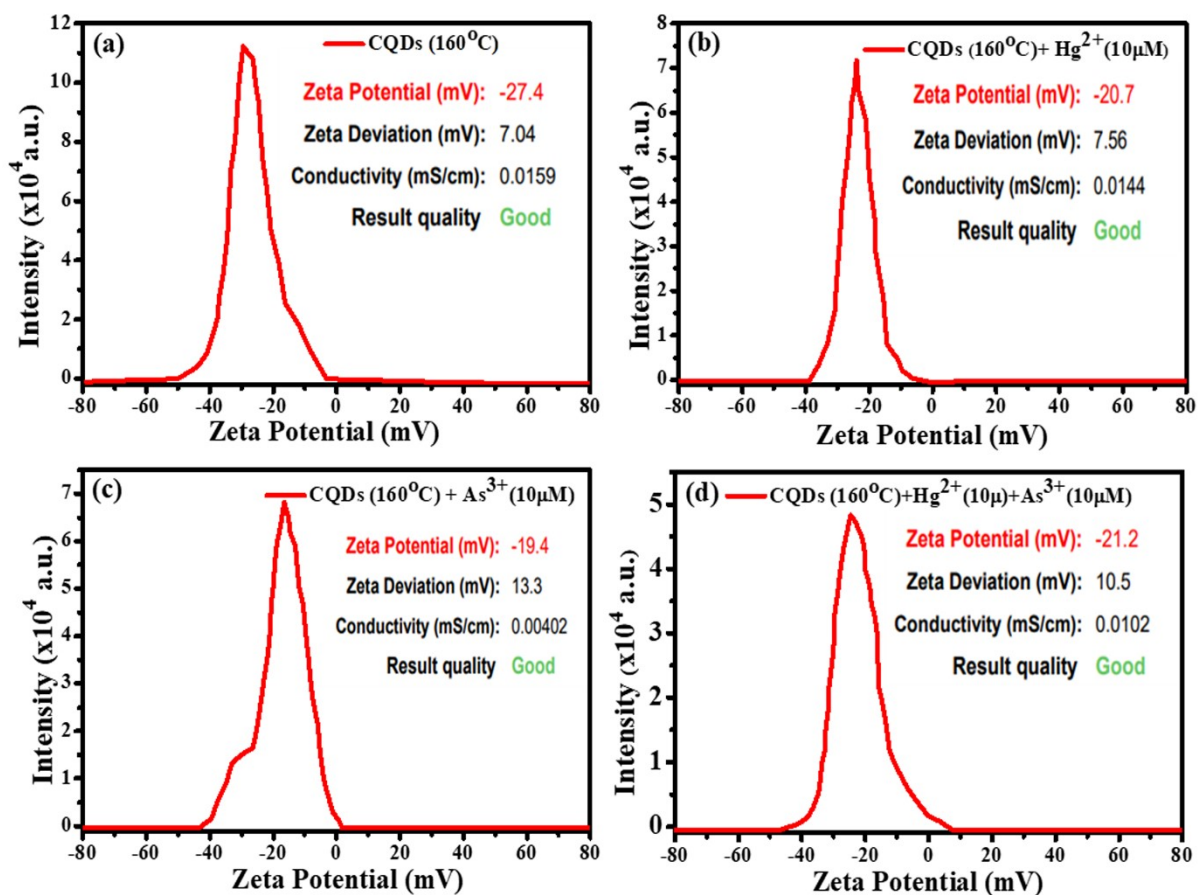 (a)
CQDs (160°C)
Zeta Potential (mV): -27.4
Zeta Deviation (mV): 7.04
Conductivity (mS/cm): 0.0159
Result quality Good
Intensity (x10⁴ a.u.)
12
10
8
6
4
2
0
-80 -60 -40 -20 0 20 40 60 80
Zeta Potential (mV)
(b)
CQDs (160°C)+ Hg²⁺(10µM)
Zeta Potential (mV): -20.7
Zeta Deviation (mV): 7.56
Conductivity (mS/cm): 0.0144
Result quality Good
Intensity (x10⁴ a.u.)
8
7
6
5
4
3
2
1
0
-80 -60 -40 -20 0 20 40 60 80
Zeta Potential (mV)
(c)
CQDs (160°C) + As³⁺(10µM)
Zeta Potential (mV): -19.4
Zeta Deviation (mV): 13.3
Conductivity (mS/cm): 0.00402
Result quality Good
Intensity (x10⁴ a.u.)
7
6
5
4
3
2
1
0
-80 -60 -40 -20 0 20 40 60 80
Zeta Potential (mV)
(d)
CQDs (160°C)+Hg²⁺(10µ)+As³⁺(10µM)
Zeta Potential (mV): -21.2
Zeta Deviation (mV): 10.5
Conductivity (mS/cm): 0.0102
Result quality Good
Intensity (x10⁴ a.u.)
5
4
3
2
1
0
-80 -60 -40 -20 0 20 40 60 80
Zeta Potential (mV)